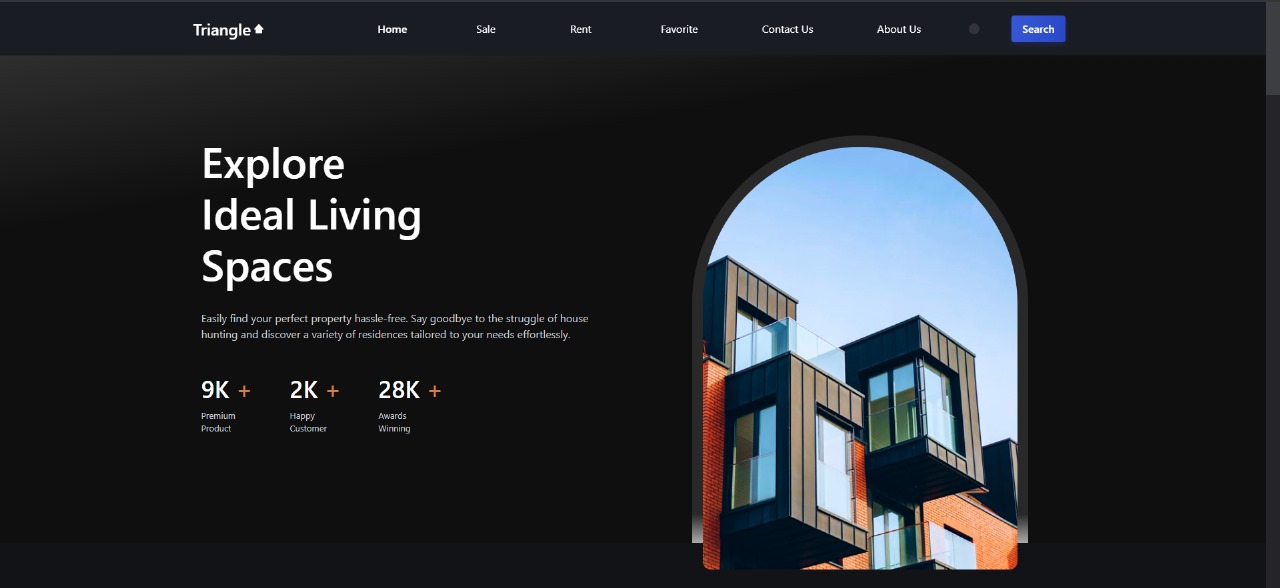 Triangle
Home
Sale
Rent
Favorite
Contact Us
About Us
Search
Explore
Ideal Living
Spaces
Easily find your perfect property hassle-free. Say goodbye to the struggle of house
hunting and discover a variety of residences tailored to your needs effortlessly.
9K +
2K +
28K +
Premium
Product
Happy
Customer
Awards
Winning